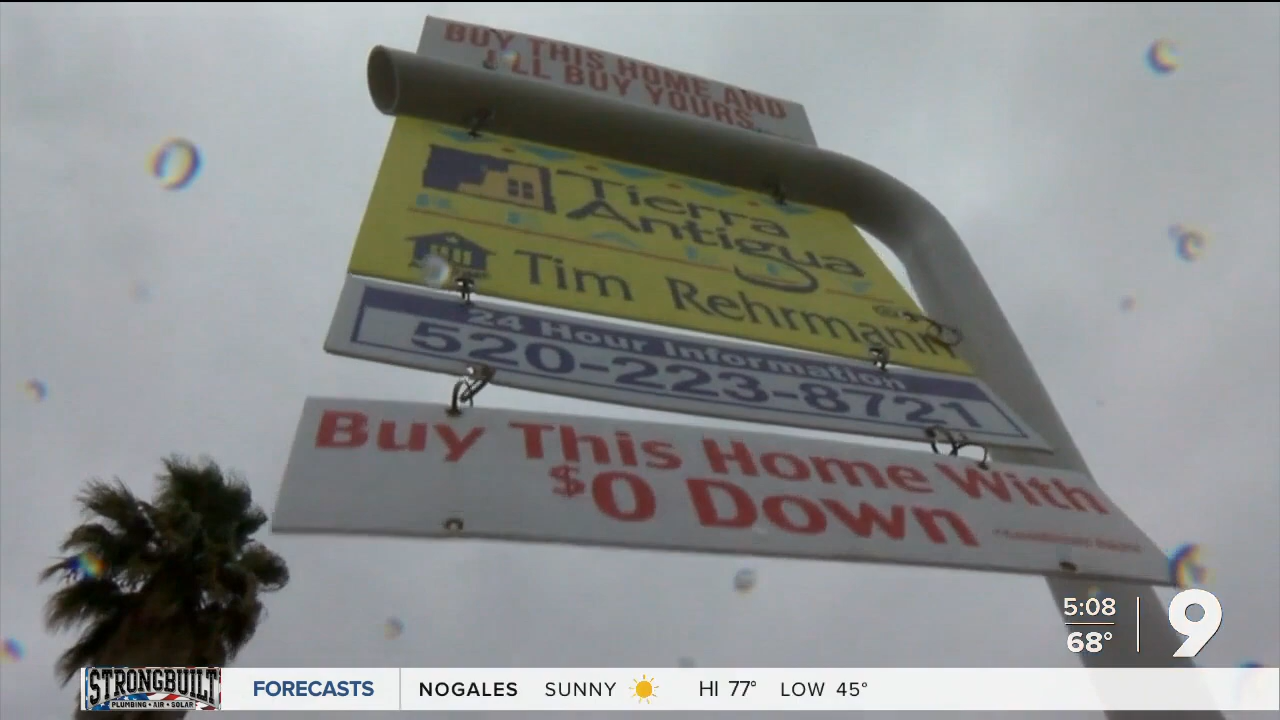 BUY THIS HOME AND
I'LL BUY YOURS
Tierra
Antigua
REALTY
Tim Rehrmann
24 Hour Information
520-223-8721
Buy This Home With
$0 Down
5:08
68°
9
STRONGBUILT
PLUMBING • AIR • SOLAR
FORECASTS
NOGALES SUNNY HI 77° LOW 45°